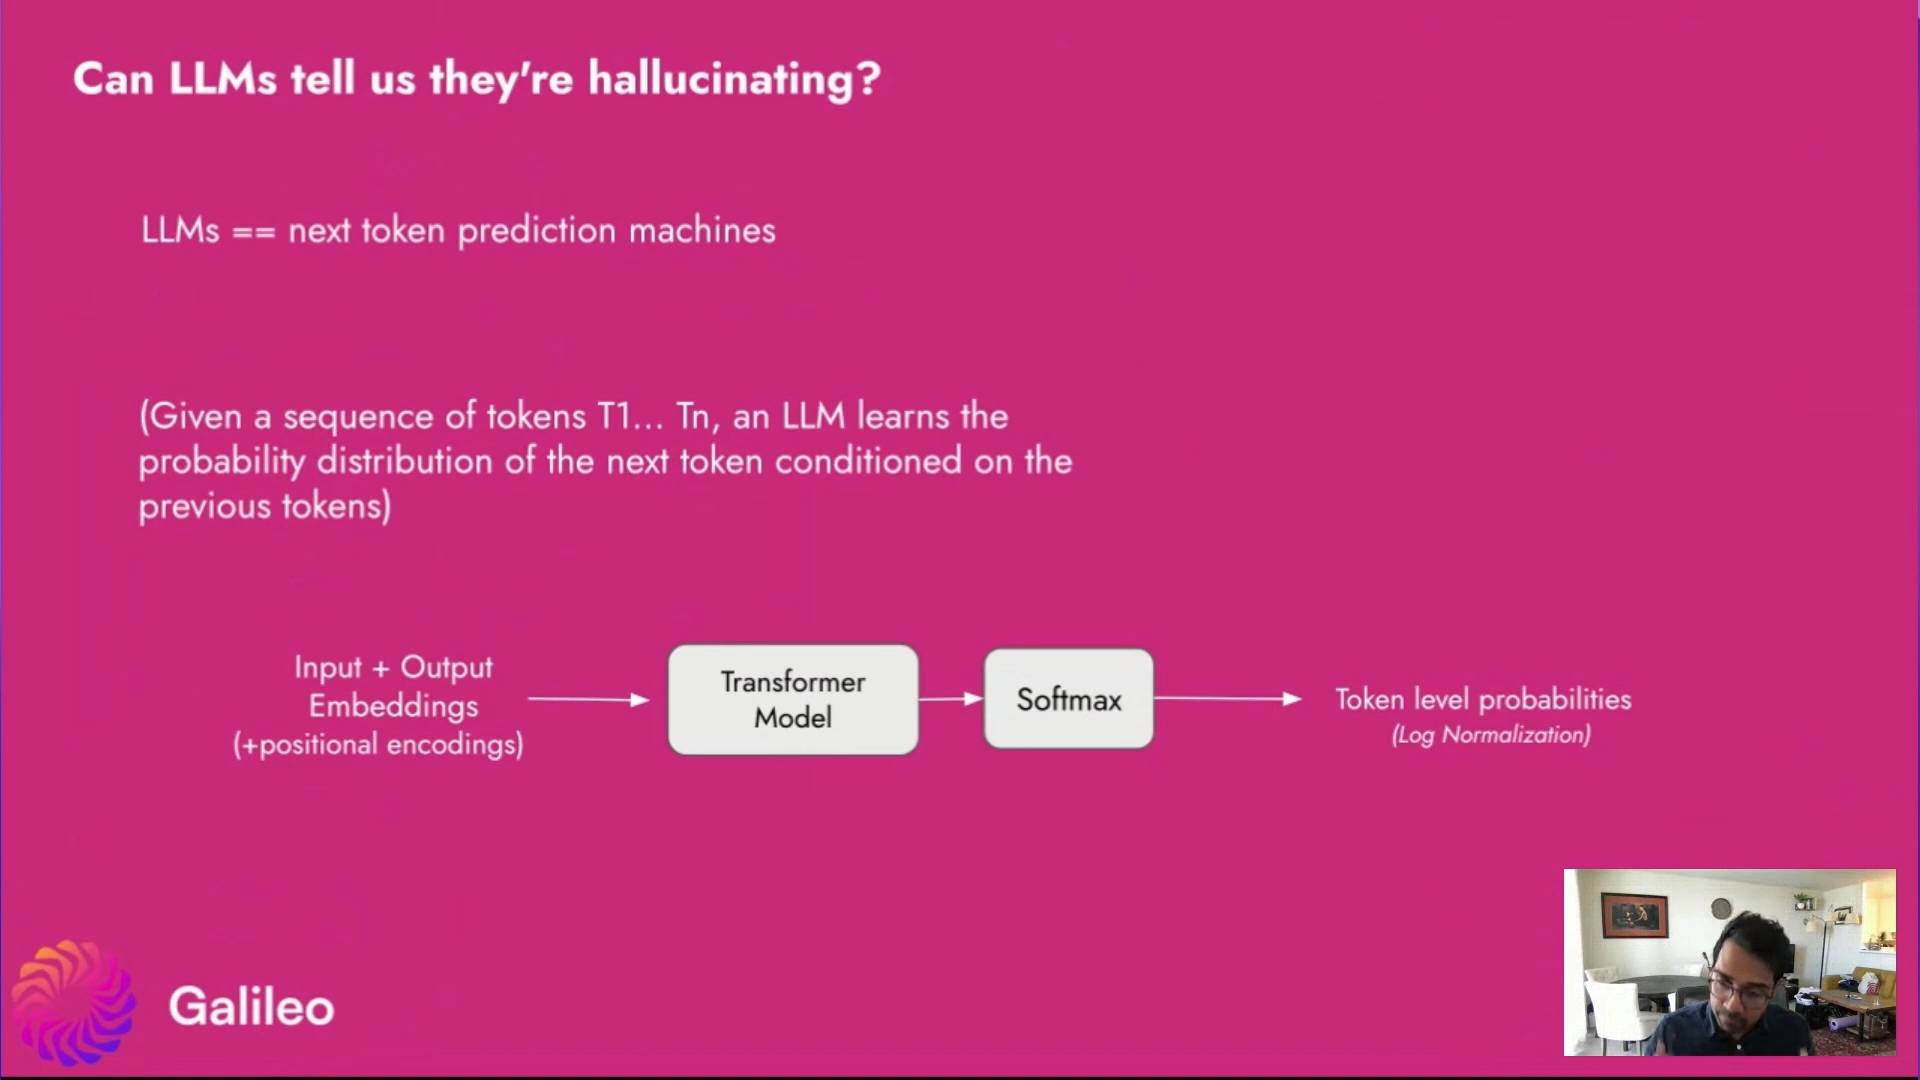 Can LLMs tell us they're hallucinating?
LLMs == next token prediction machines
(Given a sequence of tokens T1... Tn, an LLM learns the
probability distribution of the next token conditioned on the
previous tokens)
Input + Output
Embeddings
(+positional encodings)
Transformer
Model
Softmax
Token level probabilities
(Log Normalization)
Galileo